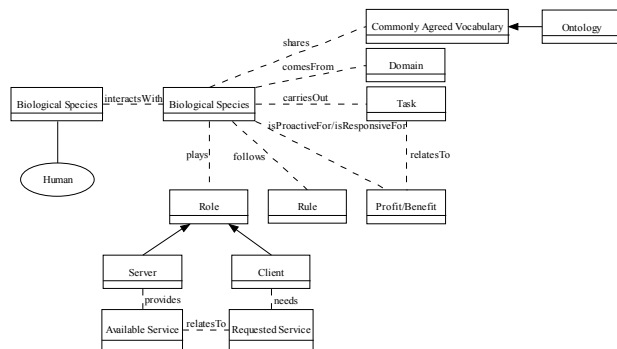 Commonly Agreed Vocabulary
Ontology
shares
comesFrom
Domain
Biological Species
interactsWith
Biological Species
carriesOut
Task
isProactiveFor/isResponsiveFor
plays
follows
relatesTo
Human
Role
Rule
Profit/Benefit
Server
Client
provides
needs
Available Service
relatesTo
Requested Service